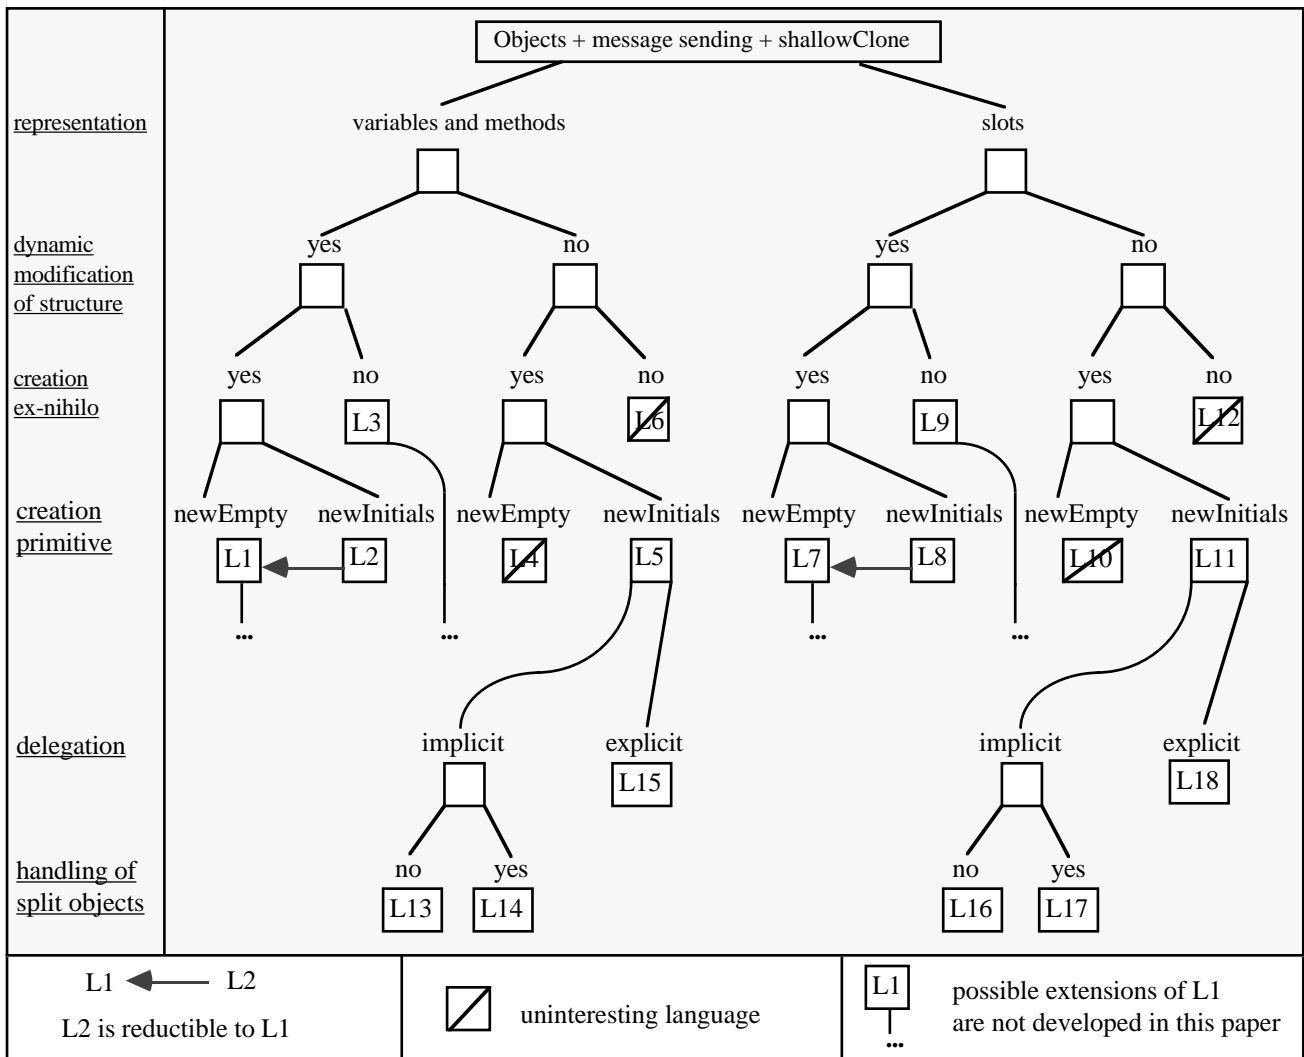 Objects + message sending + shallowClone
representation
variables and methods
slots
dynamic
modification
of structure
yes
no
yes
no
creation
ex-nihilo
yes
no
yes
no
yes
no
yes
no
L3
L6
L9
L12
creation
primitive
newEmpty
newInitials
newEmpty
newInitials
newEmpty
newInitials
newEmpty
newInitials
L1
L2
L4
L5
L7
L8
L10
L11
...
...
...
...
delegation
implicit
explicit
implicit
explicit
L15
L18
handling of
split objects
no
yes
no
yes
L13
L14
L16
L17
L1
L2
L2 is reductible to L1
uninteresting language
L1
...
possible extensions of L1
are not developed in this paper